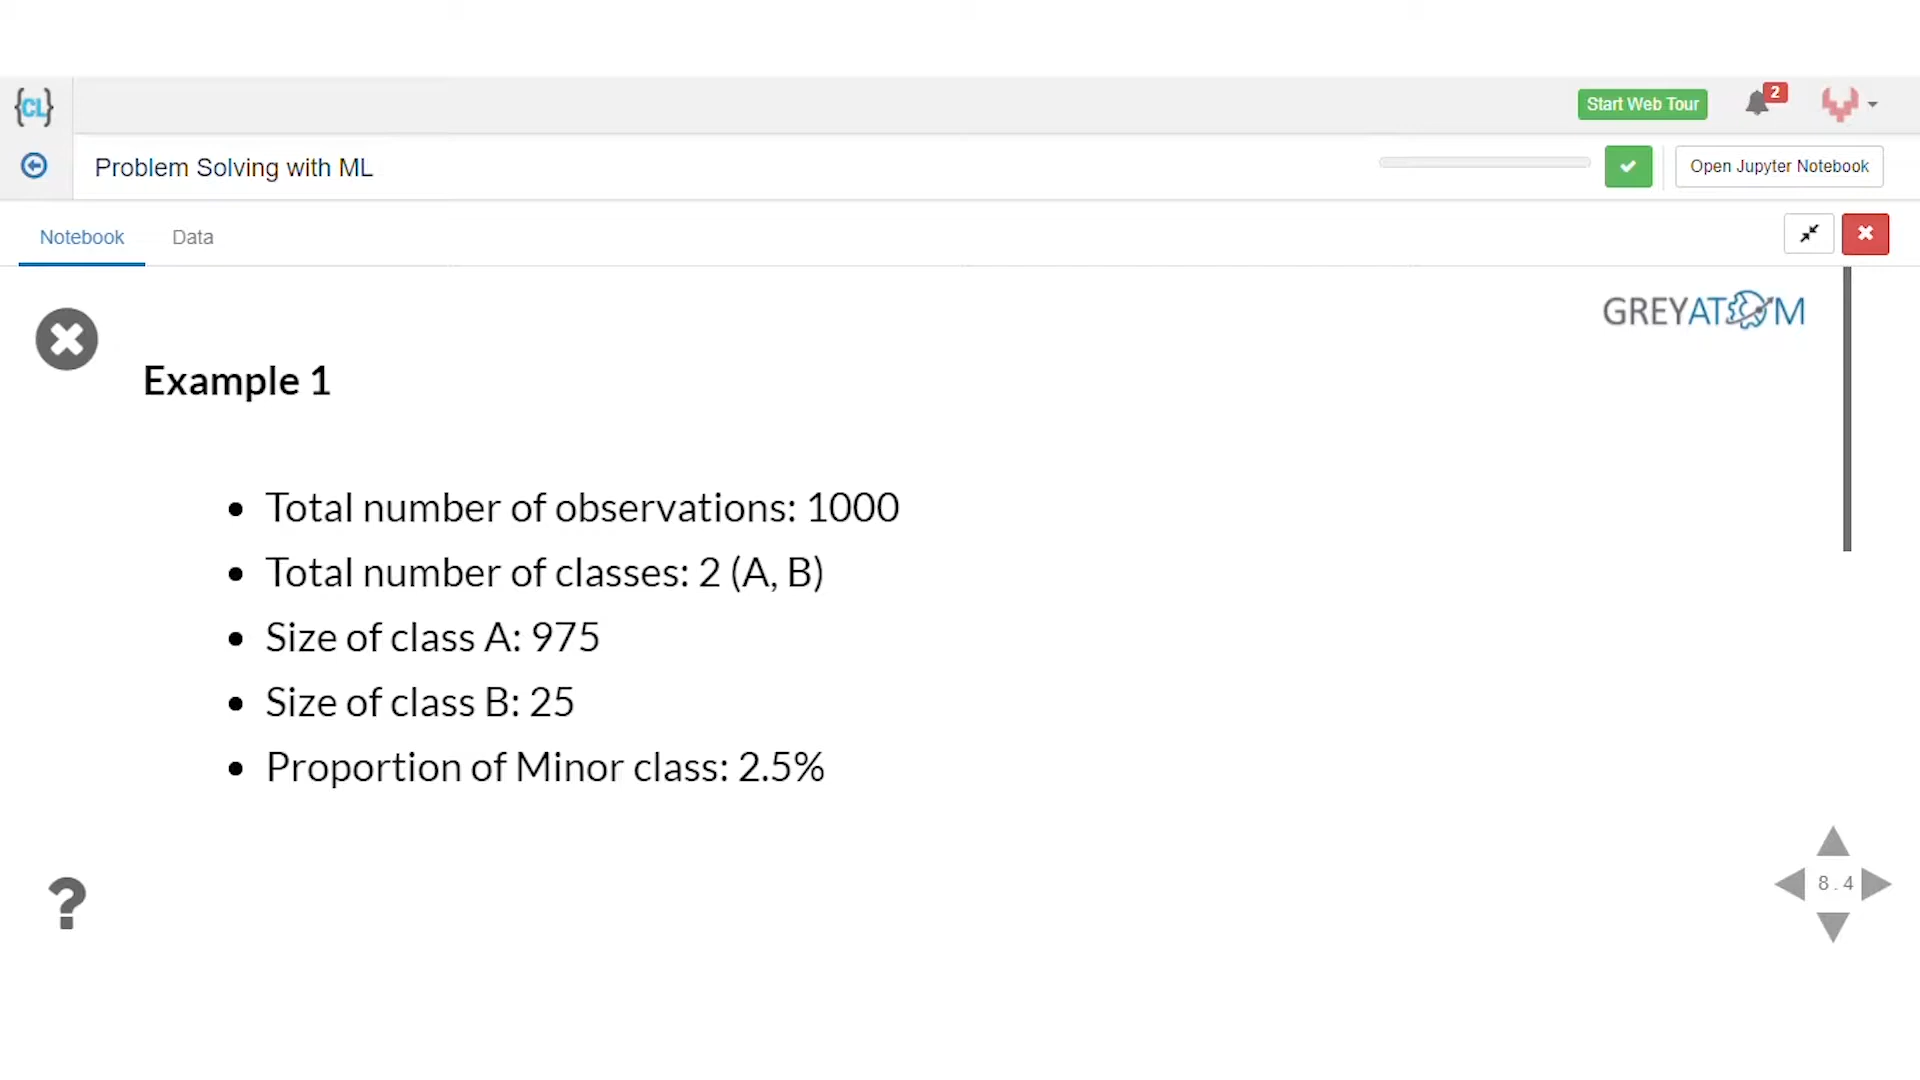 {CL}
Start Web Tour
2
Problem Solving with ML
Open Jupyter Notebook
Notebook Data
GREYATOM
Example 1
• Total number of observations: 1000
• Total number of classes: 2 (A, B)
• Size of class A: 975
• Size of class B: 25
• Proportion of Minor class: 2.5%
?
8.4